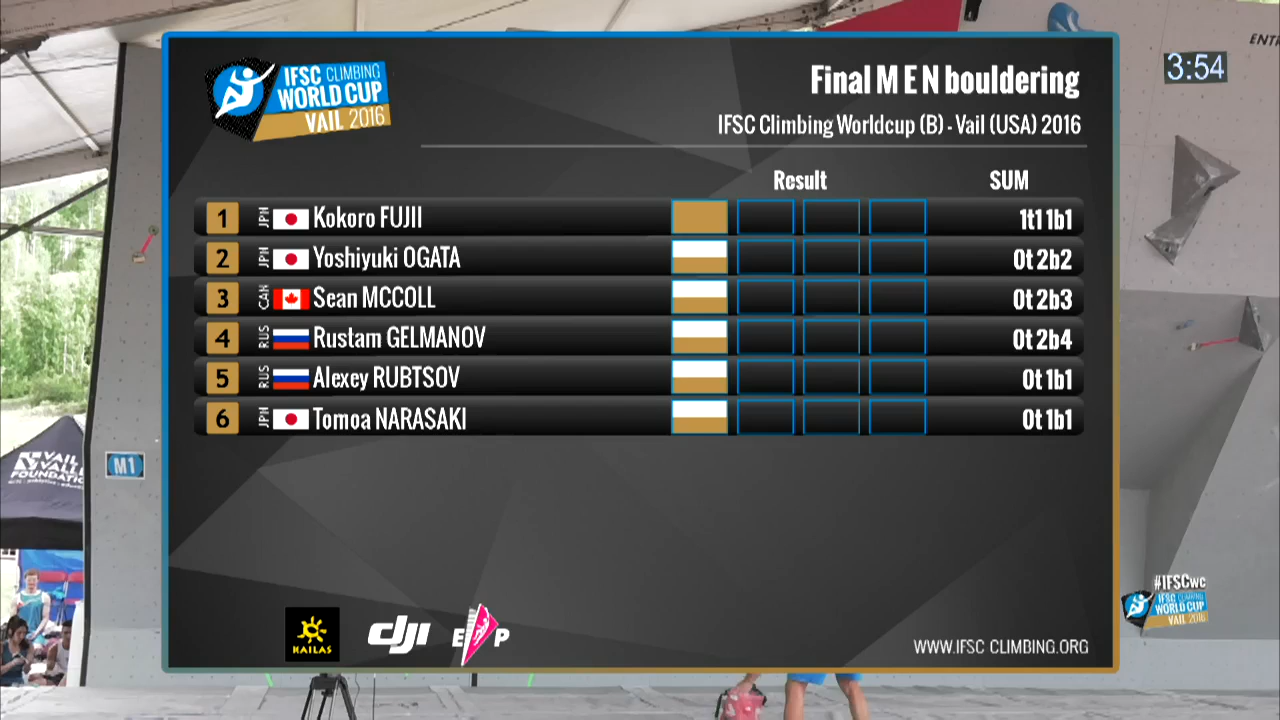 ENTR
3:54
IFSC CLIMBING
WORLD CUP
VAIL 2016
Final M E N bouldering
IFSC Climbing Worldcup (B) - Vail (USA) 2016
Result SUM
1 JPN Kokoro FUJII 1t1 1b1
2 JPN Yoshiyuki OGATA 0t 2b2
3 CAN Sean MCCOLL 0t 2b3
4 RUS Rustam GELMANOV 0t 2b4
5 RUS Alexey RUBTSOV 0t 1b1
6 JPN Tomoa NARASAKI 0t 1b1
M1
VAIL
VALLE
FOUNDATION
#IFSCwc
IFSC CLIMBING
WORLD CUP
VAIL 2016
HAILAS
dji
E P
WWW.IFSC CLIMBING.ORG